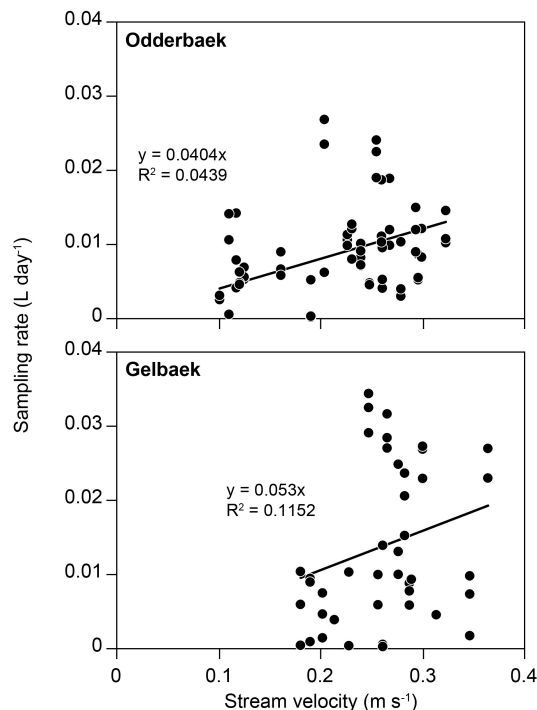 0.04
Odderbaek
0.03
y = 0.0404x
R² = 0.0439
0.02
0.01
0
Sampling rate (L day⁻¹)
0.04
Gelbaek
0.03
y = 0.053x
R² = 0.1152
0.02
0.01
0
0 0.1 0.2 0.3 0.4
Stream velocity (m s⁻¹)